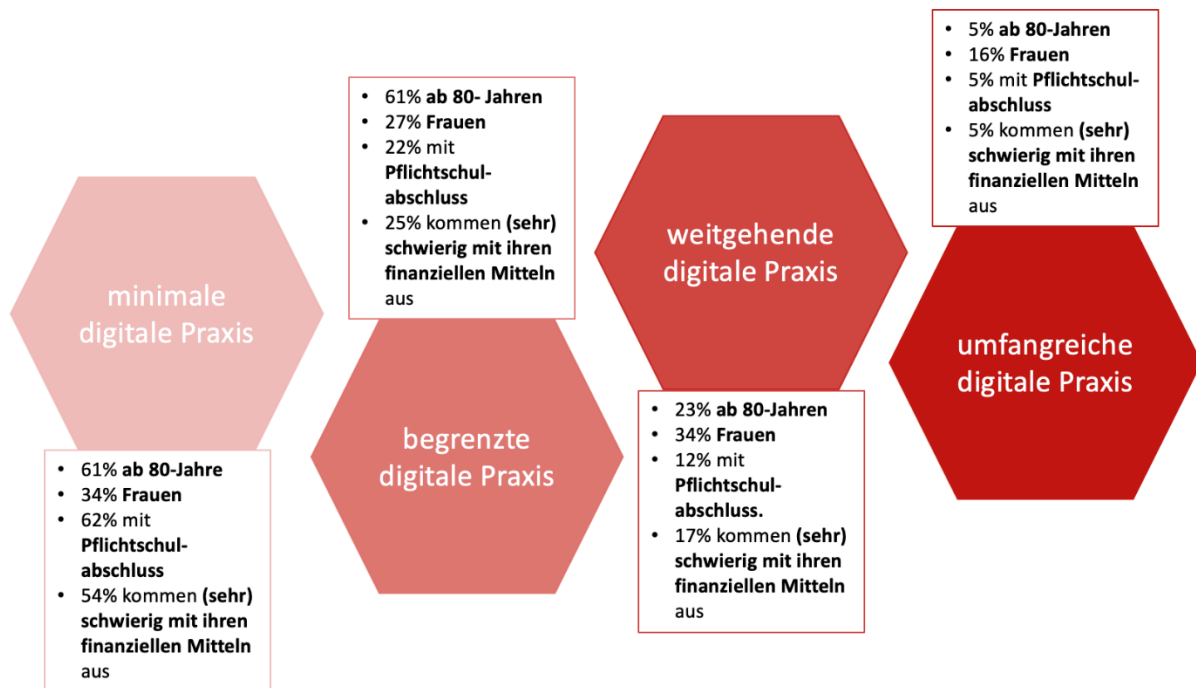 minimale
digitale Praxis
• 61% ab 80-Jahre
• 34% Frauen
• 62% mit
Pflichtschul-
abschluss
• 54% kommen (sehr)
schwierig mit ihren
finanziellen Mitteln
aus
• 61% ab 80- Jahren
• 27% Frauen
• 22% mit
Pflichtschul-
abschluss
• 25% kommen (sehr)
schwierig mit ihren
finanziellen Mitteln
aus
begrenzte
digitale Praxis
weitgehende
digitale Praxis
• 23% ab 80-Jahren
• 34% Frauen
• 12% mit
Pflichtschul-
abschluss.
• 17% kommen (sehr)
schwierig mit ihren
finanziellen Mitteln
aus
• 5% ab 80-Jahren
• 16% Frauen
• 5% mit Pflichtschul-
abschluss
• 5% kommen (sehr)
schwierig mit ihren
finanziellen Mitteln
aus
umfangreiche
digitale Praxis